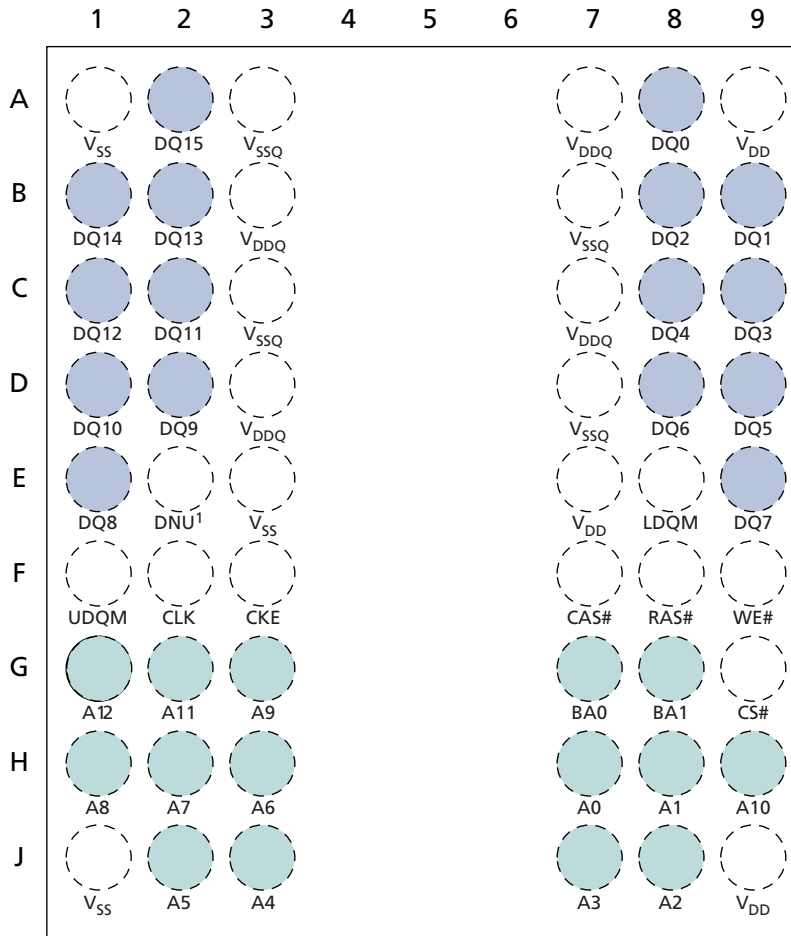 1 2 3 4 5 6 7 8 9
A
VSS DQ15 VSSQ VDDQ DQ0 VDD
B
DQ14 DQ13 VDDQ VSSQ DQ2 DQ1
C
DQ12 DQ11 VSSQ VDDQ DQ4 DQ3
D
DQ10 DQ9 VDDQ VSSQ DQ6 DQ5
E
DQ8 DNU1 VSS VDD LDQM DQ7
F
UDQM CLK CKE CAS# RAS# WE#
G
A12 A11 A9 BA0 BA1 CS#
H
A8 A7 A6 A0 A1 A10
J
VSS A5 A4 A3 A2 VDD